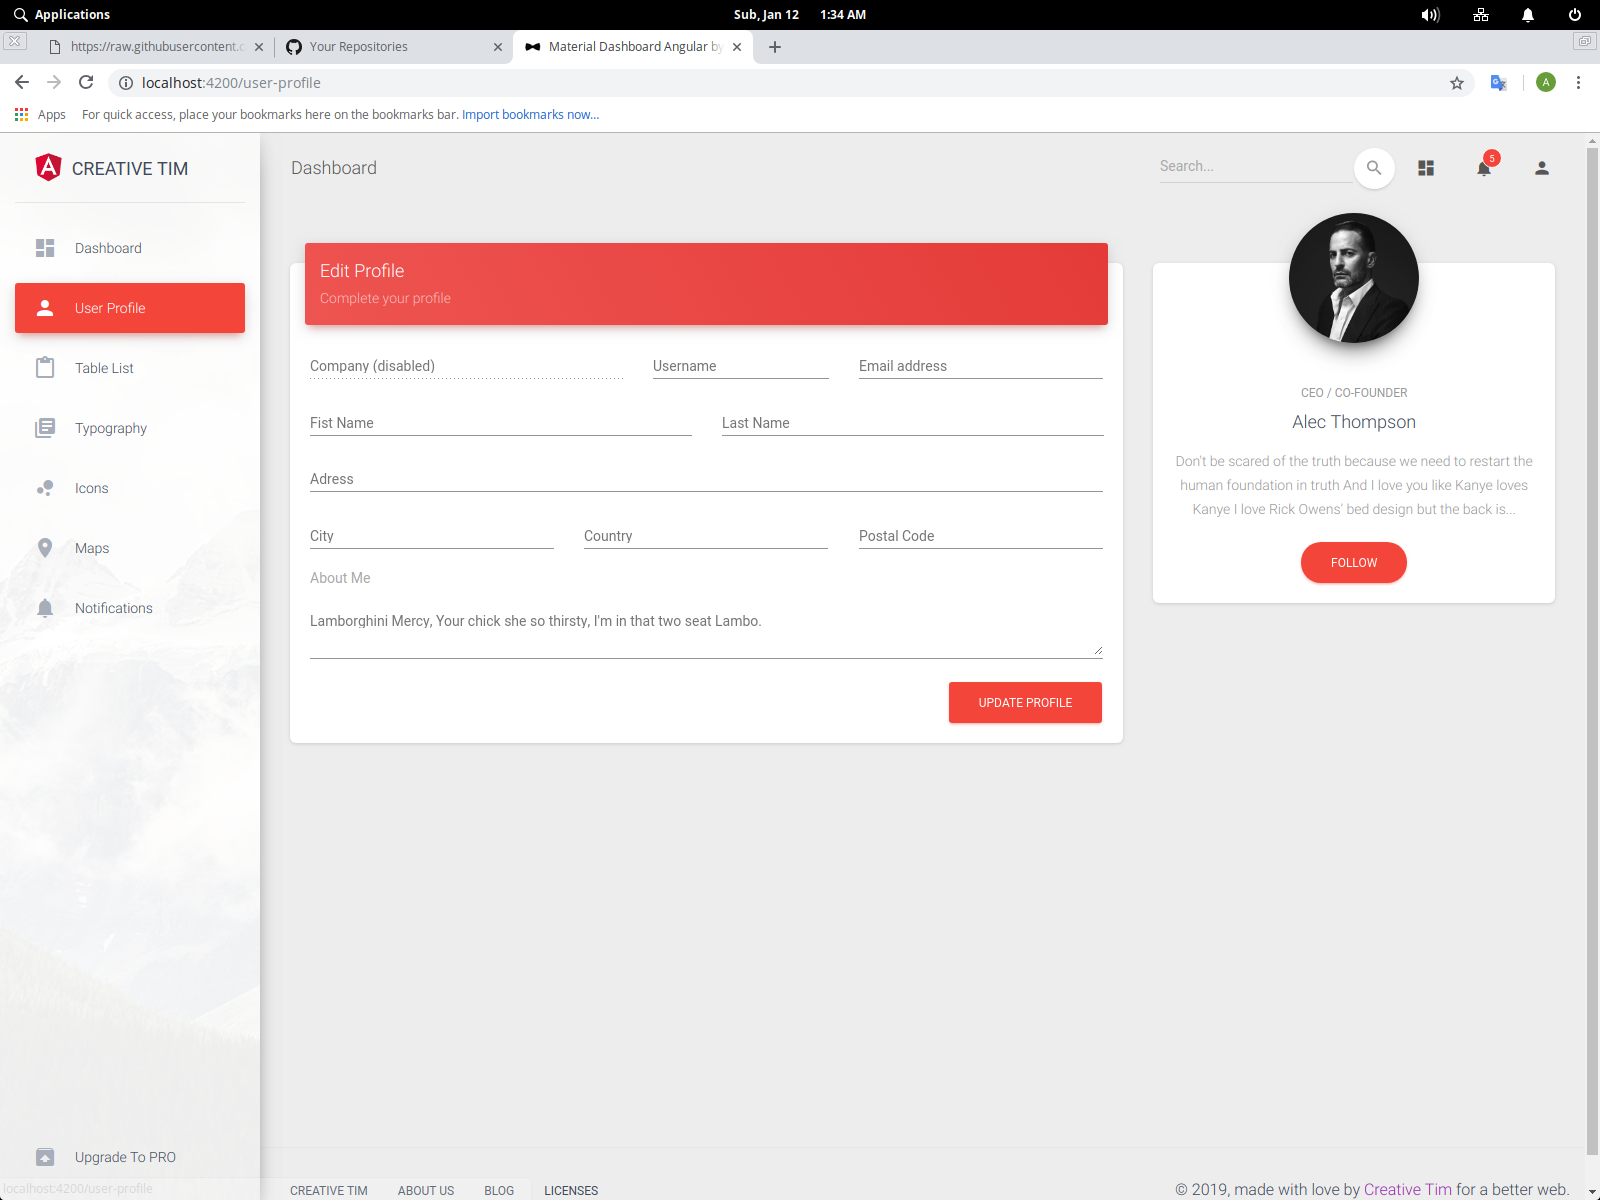 Applications
Sub, Jan 12 1:34 AM
https://raw.githubusercontent.c
Your Repositories
Material Dashboard Angular by
localhost:4200/user-profile
A
Apps
For quick access, place your bookmarks here on the bookmarks bar. Import bookmarks now...
CREATIVE TIM
Dashboard
User Profile
Table List
Typography
Icons
Maps
Notifications
Upgrade To PRO
localhost:4200/user-profile
Dashboard
Search...
5
Edit Profile
Complete your profile
Company (disabled)
Username
Email address
Fist Name
Last Name
Adress
City
Country
Postal Code
About Me
Lamborghini Mercy, Your chick she so thirsty, I'm in that two seat Lambo.
UPDATE PROFILE
CEO / CO-FOUNDER
Alec Thompson
Don't be scared of the truth because we need to restart the
human foundation in truth And I love you like Kanye loves
Kanye I love Rick Owens' bed design but the back is...
FOLLOW
CREATIVE TIM
ABOUT US
BLOG
LICENSES
© 2019, made with love by Creative Tim for a better web.